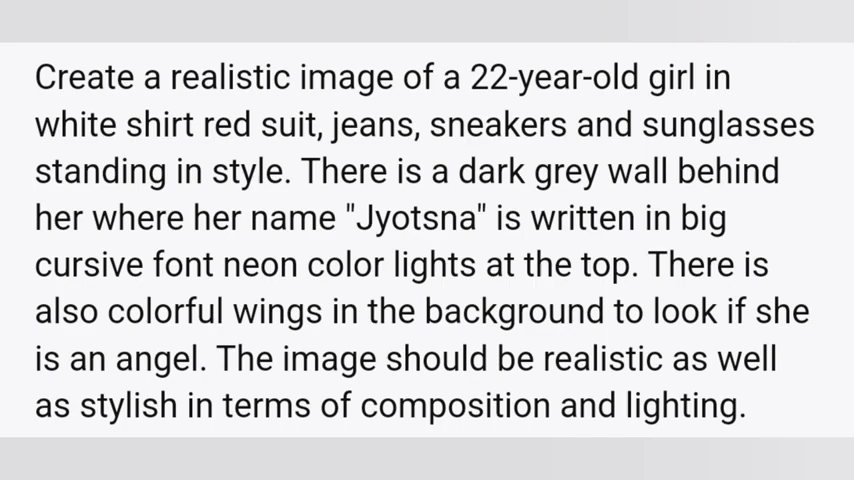 Create a realistic image of a 22-year-old girl in
white shirt red suit, jeans, sneakers and sunglasses
standing in style. There is a dark grey wall behind
her where her name "Jyotsna" is written in big
cursive font neon color lights at the top. There is
also colorful wings in the background to look if she
is an angel. The image should be realistic as well
as stylish in terms of composition and lighting.